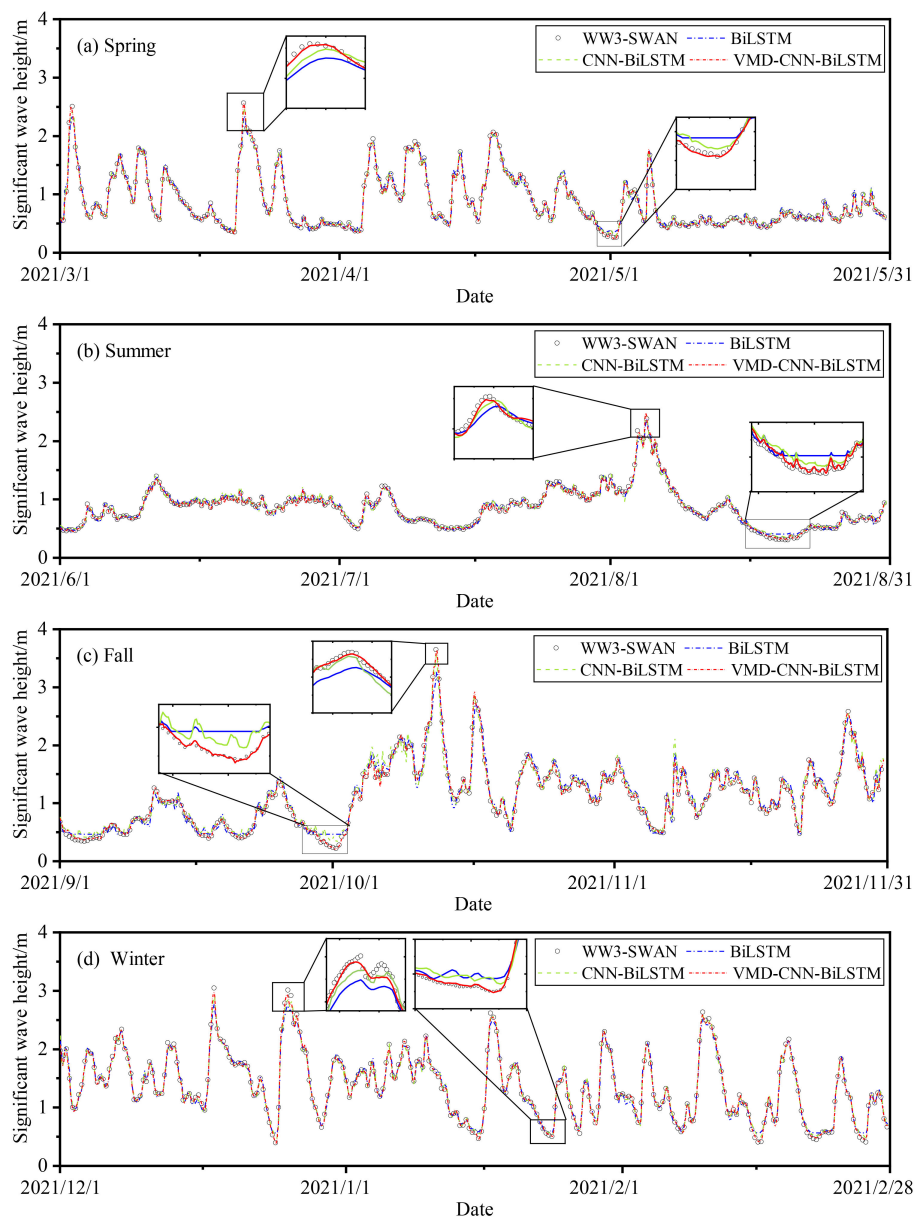 4
3
2
1
0
Significant wave height/m
(a) Spring
WW3-SWAN BiLSTM
CNN-BiLSTM VMD-CNN-BiLSTM
2021/3/1 2021/4/1 2021/5/1 2021/5/31
Date
4
3
2
1
0
Significant wave height/m
(b) Summer
WW3-SWAN BiLSTM
CNN-BiLSTM VMD-CNN-BiLSTM
2021/6/1 2021/7/1 2021/8/1 2021/8/31
Date
4
3
2
1
0
Significant wave height/m
(c) Fall
WW3-SWAN BiLSTM
CNN-BiLSTM VMD-CNN-BiLSTM
2021/9/1 2021/10/1 2021/11/1 2021/11/31
Date
4
3
2
1
0
Significant wave height/m
(d) Winter
WW3-SWAN BiLSTM
CNN-BiLSTM VMD-CNN-BiLSTM
2021/12/1 2021/1/1 2021/2/1 2021/2/28
Date